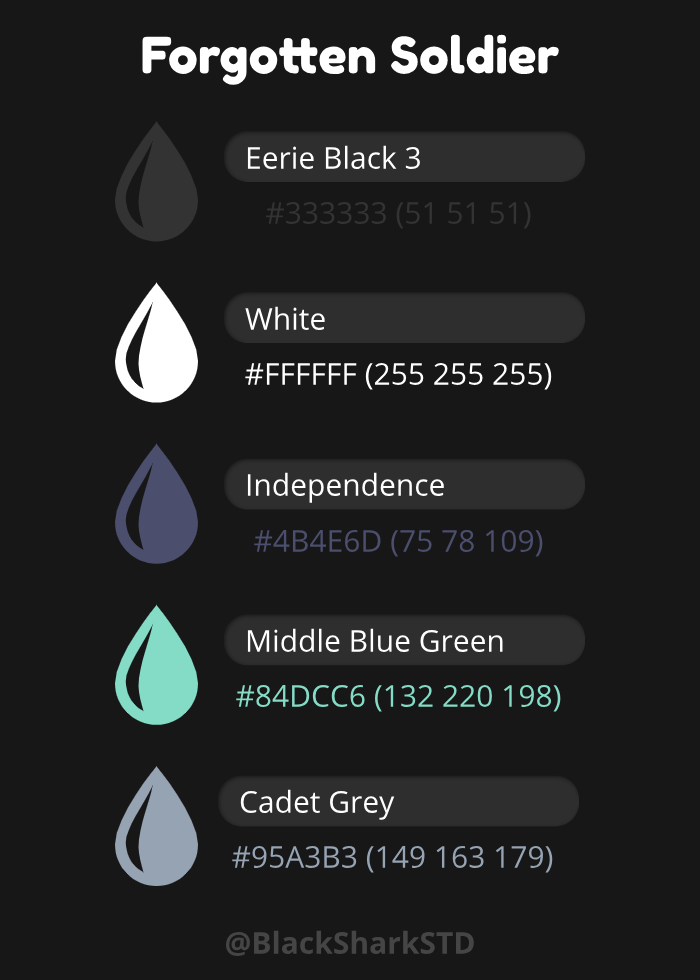 Forgotten Soldier
Eerie Black 3
#333333 (51 51 51)
White
#FFFFFF (255 255 255)
Independence
#4B4E6D (75 78 109)
Middle Blue Green
#84DCC6 (132 220 198)
Cadet Grey
#95A3B3 (149 163 179)
@BlackSharkSTD